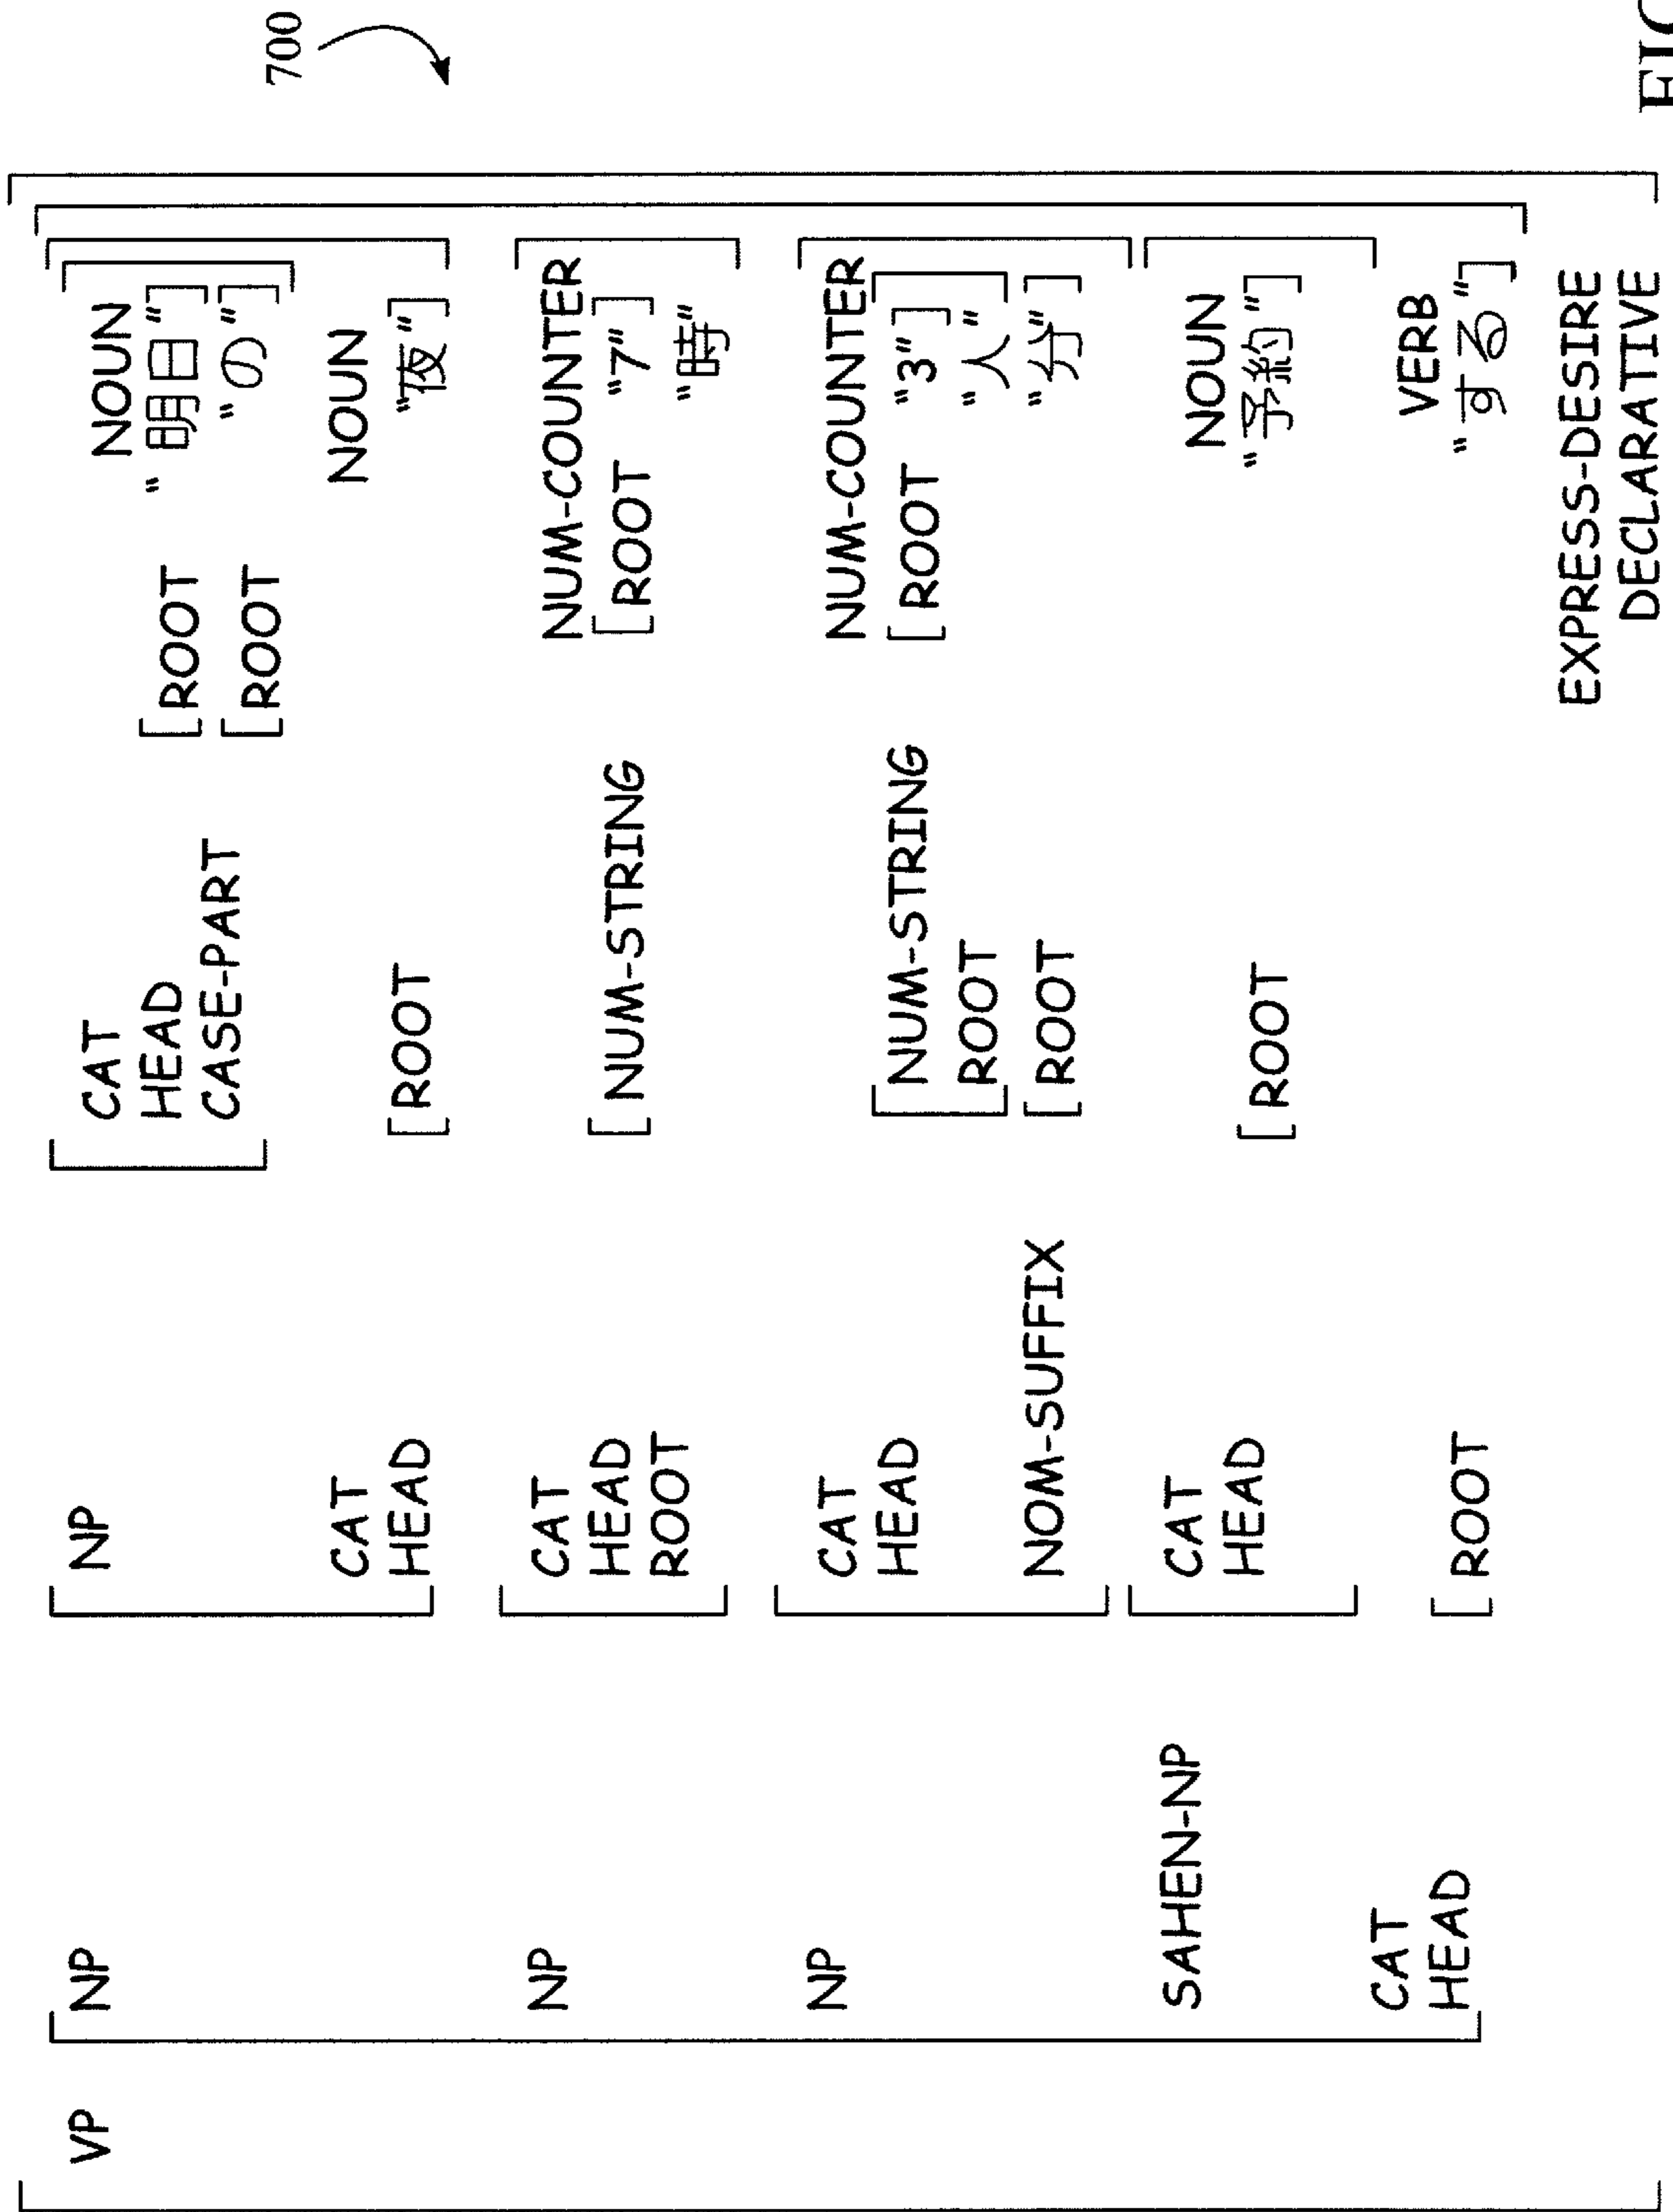 VP NP NP CAT NOUN
HEAD [ROOT "明日"]
CASE-PART [ROOT "の"]
700
CAT NOUN
HEAD [ROOT "夜"]
NP CAT NUM-COUNTER
HEAD [NUM-STRING [ROOT "7"]
ROOT "時"
NP CAT NUM-COUNTER
HEAD [NUM-STRING [ROOT "3"]
ROOT "人"
NOM-SUFFIX [ROOT "分"]
SAHEN-NP CAT NOUN
HEAD [ROOT "予約"]
CAT VERB
HEAD [ROOT "する"]
EXPRESS-DESIRE
DECLARATIVE